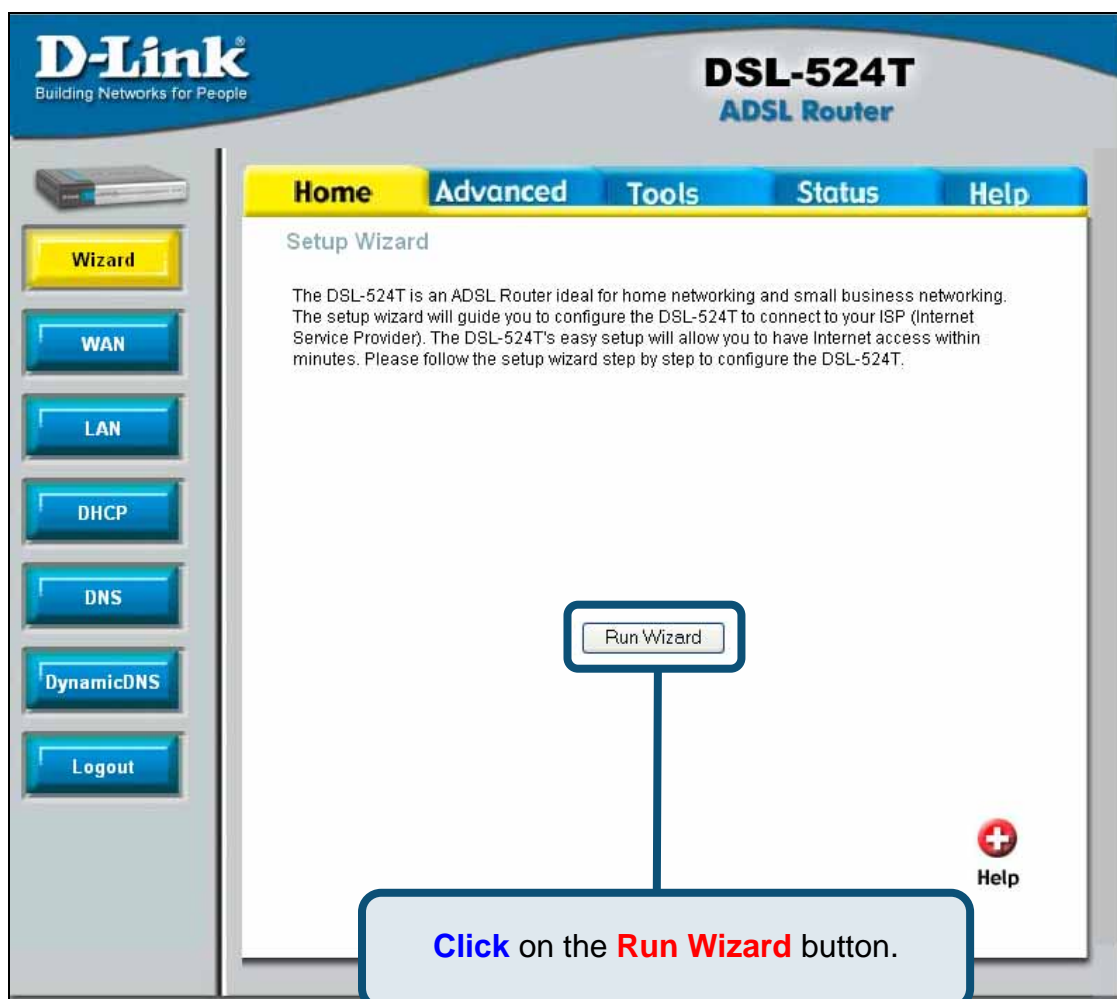 D-Link®
Building Networks for People
DSL-524T
ADSL Router
Home Advanced Tools Status Help
Wizard
WAN
LAN
DHCP
DNS
DynamicDNS
Logout
Setup Wizard
The DSL-524T is an ADSL Router ideal for home networking and small business networking.
The setup wizard will guide you to configure the DSL-524T to connect to your ISP (Internet
Service Provider). The DSL-524T's easy setup will allow you to have Internet access within
minutes. Please follow the setup wizard step by step to configure the DSL-524T.
Run Wizard
Help
Click on the Run Wizard button.